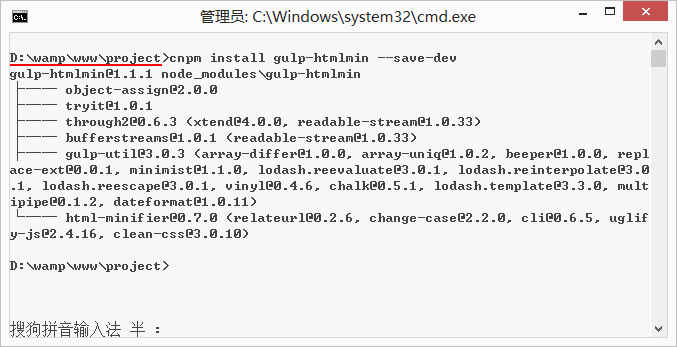 管理员: C:\Windows\system32\cmd.exe
D:\wamp\www\project>cnpm install gulp-htmlmin --save-dev
gulp-htmlmin@1.1.1 node_modules\gulp-htmlmin
├── object-assign@2.0.0
├── tryit@1.0.1
├── through2@0.6.3 (xtend@4.0.0, readable-stream@1.0.33)
├── bufferstreams@1.0.1 (readable-stream@1.0.33)
├── gulp-util@3.0.3 (array-differ@1.0.0, array-uniq@1.0.2, beeper@1.0.0, repl
ace-ext@0.0.1, minimist@1.1.0, lodash.reevaluate@3.0.1, lodash.reinterpolate@3.0
.1, lodash.reescape@3.0.1, vinyl@0.4.6, chalk@0.5.1, lodash.template@3.3.0, mult
ipipe@0.1.2, dateformat@1.0.11)
└── html-minifier@0.7.0 (relateurl@0.2.6, change-case@2.2.0, cli@0.6.5, uglif
y-js@2.4.16, clean-css@3.0.10)
D:\wamp\www\project>
搜狗拼音输入法 半 :